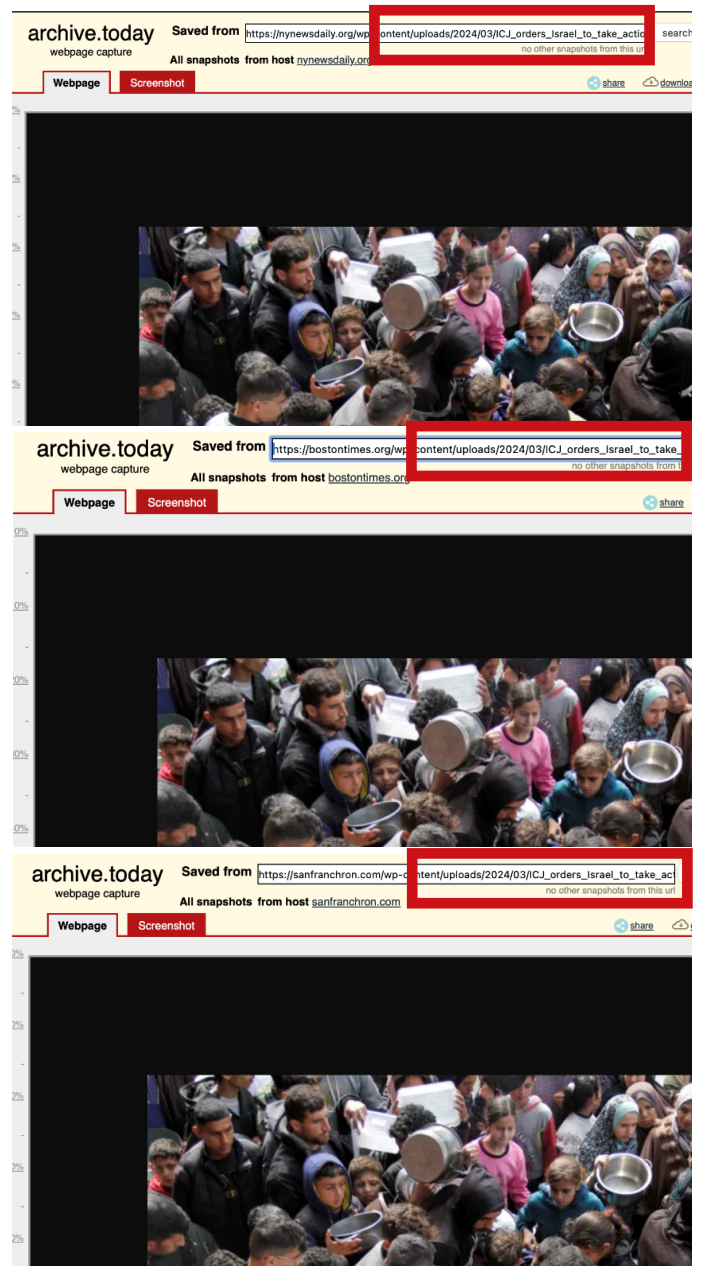 archive.today
webpage capture
Saved from https://nynewsdaily.org/wp content/uploads/2024/03/ICJ_orders_Israel_to_take_actio search
no other snapshots from this url
All snapshots from host nynewsdaily.org
Webpage Screenshot share downloa
archive.today
webpage capture
Saved from https://bostontimes.org/wp content/uploads/2024/03/ICJ_orders_Israel_to_take_
no other snapshots from t
All snapshots from host bostontimes.org
Webpage Screenshot share
0%
archive.today
webpage capture
Saved from https://sanfranchron.com/wp-c ntent/uploads/2024/03/ICJ_orders_Israel_to_take_act
no other snapshots from this url
All snapshots from host sanfranchron.com
Webpage Screenshot share